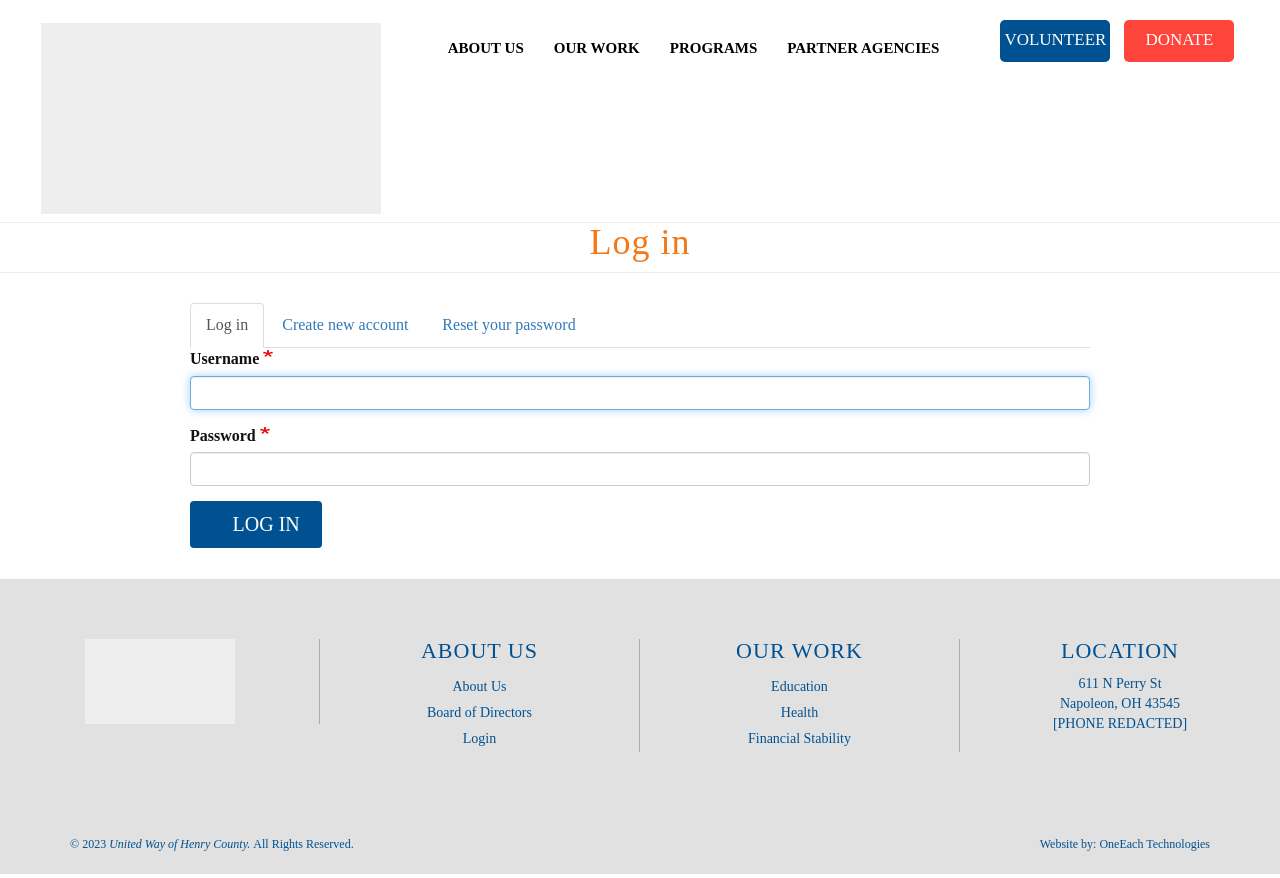 ABOUT US OUR WORK PROGRAMS PARTNER AGENCIES VOLUNTEER DONATE
Log in
Log in Create new account Reset your password
Username *
Password *
LOG IN
ABOUT US
About Us
Board of Directors
Login
OUR WORK
Education
Health
Financial Stability
LOCATION
611 N Perry St
Napoleon, OH 43545
[PHONE REDACTED]
© 2023 United Way of Henry County. All Rights Reserved.
Website by: OneEach Technologies